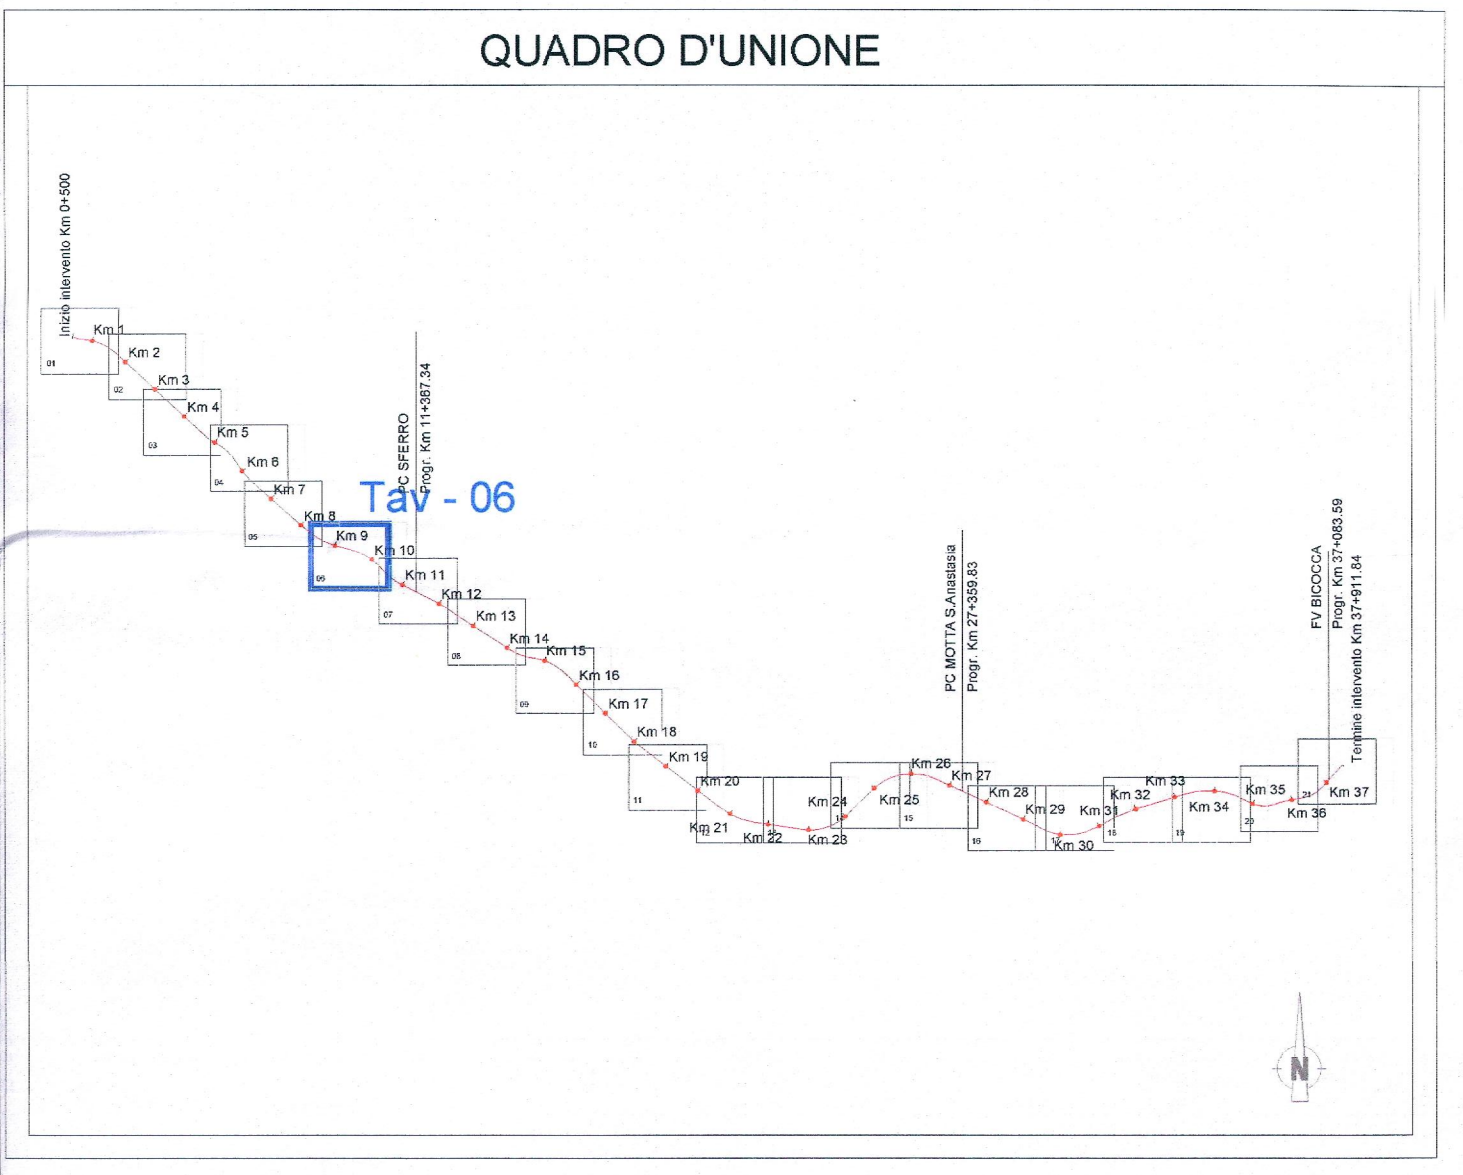 QUADRO D'UNIONE
Inizio intervento Km 0+500
Km 1
01
Km 2
02
Km 3
Km 4
03
Km 5
04
Km 6
Km 7
05
Km 8
Tav - 06
PC SFERRO
Progr. Km 11+367.34
Km 9
06
Km 10
Km 11
07
Km 12
Km 13
08
Km 14
Km 15
09
Km 16
Km 17
10
Km 18
Km 19
11
Km 20
Km 21
12
Km 22
Km 23
Km 24
Km 25
15
Km 26
PC MOTTA S.Anastasia
Progr. Km 27+359.83
Km 27
Km 28
16
Km 29
17
Km 30
Km 31
18
Km 32
Km 33
19
Km 34
Km 35
20
Km 36
21
Km 37
FV BICOCCA
Progr. Km 37+083.59
Termine intervento Km 37+911.84
N